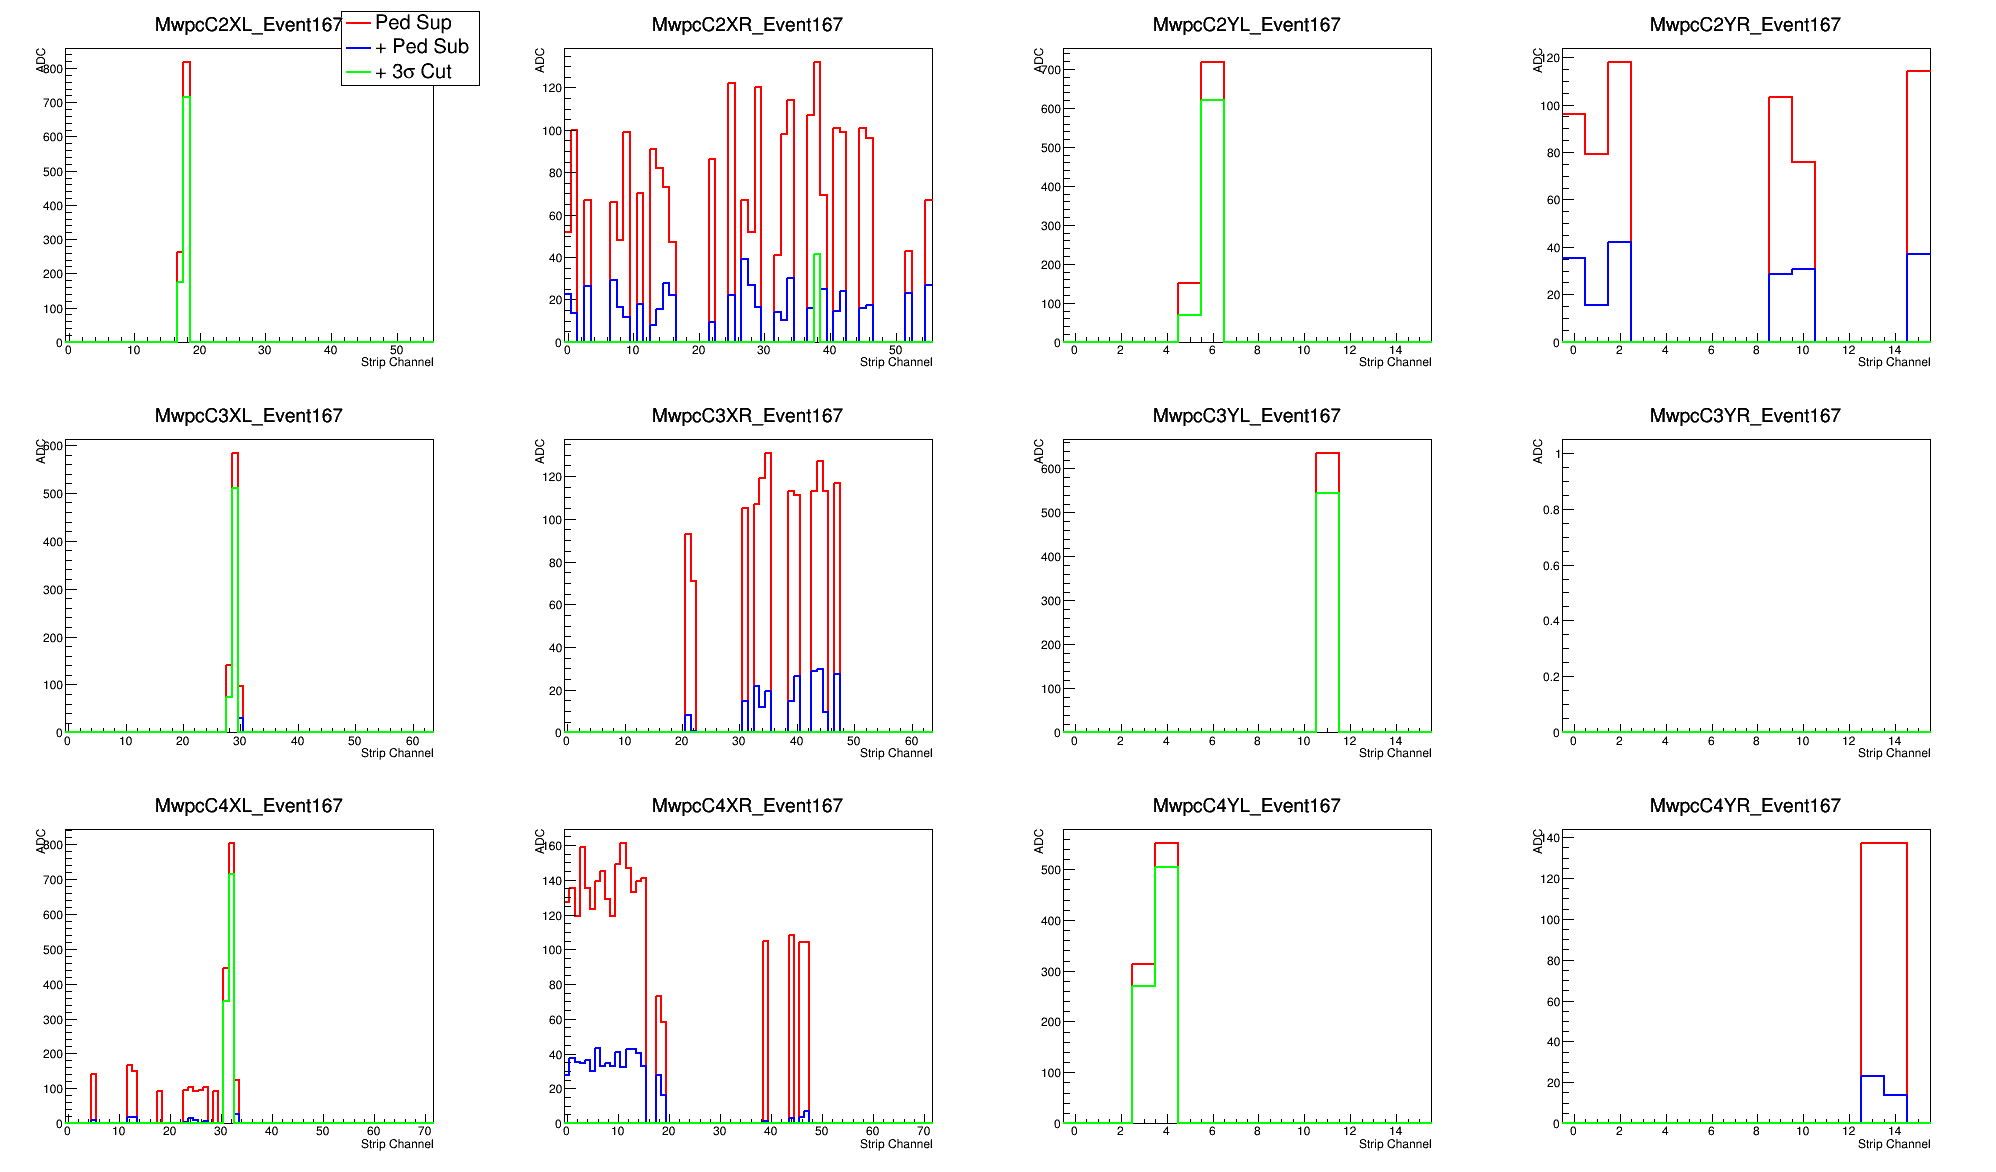 MwpcC2XL_Event167
Ped Sup
+ Ped Sub
+ 3σ Cut
ADC
800
700
600
500
400
300
200
100
0
0 10 20 30 40 50
Strip Channel
MwpcC2XR_Event167
ADC
120
100
80
60
40
20
0
0 10 20 30 40 50
Strip Channel
MwpcC2YL_Event167
ADC
700
600
500
400
300
200
100
0
0 2 4 6 8 10 12 14
Strip Channel
MwpcC2YR_Event167
ADC
120
100
80
60
40
20
0
0 2 4 6 8 10 12 14
Strip Channel
MwpcC3XL_Event167
ADC
600
500
400
300
200
100
0
0 10 20 30 40 50 60
Strip Channel
MwpcC3XR_Event167
ADC
120
100
80
60
40
20
0
0 10 20 30 40 50 60
Strip Channel
MwpcC3YL_Event167
ADC
600
500
400
300
200
100
0
0 2 4 6 8 10 12 14
Strip Channel
MwpcC3YR_Event167
ADC
1
0.8
0.6
0.4
0.2
0
0 2 4 6 8 10 12 14
Strip Channel
MwpcC4XL_Event167
ADC
800
700
600
500
400
300
200
100
0
0 10 20 30 40 50 60 70
Strip Channel
MwpcC4XR_Event167
ADC
160
140
120
100
80
60
40
20
0
0 10 20 30 40 50 60 70
Strip Channel
MwpcC4YL_Event167
ADC
500
400
300
200
100
0
0 2 4 6 8 10 12 14
Strip Channel
MwpcC4YR_Event167
ADC
140
120
100
80
60
40
20
0
0 2 4 6 8 10 12 14
Strip Channel